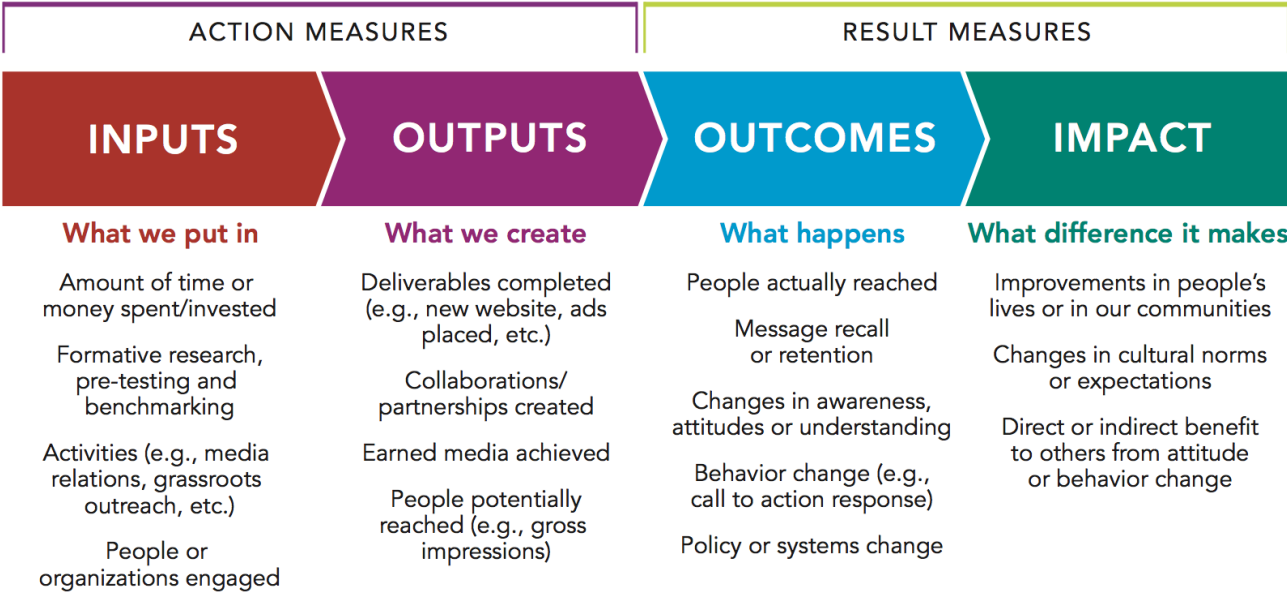 ACTION MEASURES
RESULT MEASURES
INPUTS
OUTPUTS
OUTCOMES
IMPACT
What we put in
Amount of time or
money spent/invested
Formative research,
pre-testing and
benchmarking
Activities (e.g., media
relations, grassroots
outreach, etc.)
People or
organizations engaged
What we create
Deliverables completed
(e.g., new website, ads
placed, etc.)
Collaborations/
partnerships created
Earned media achieved
People potentially
reached (e.g., gross
impressions)
What happens
People actually reached
Message recall
or retention
Changes in awareness,
attitudes or understanding
Behavior change (e.g.,
call to action response)
Policy or systems change
What difference it makes
Improvements in people’s
lives or in our communities
Changes in cultural norms
or expectations
Direct or indirect benefit
to others from attitude
or behavior change